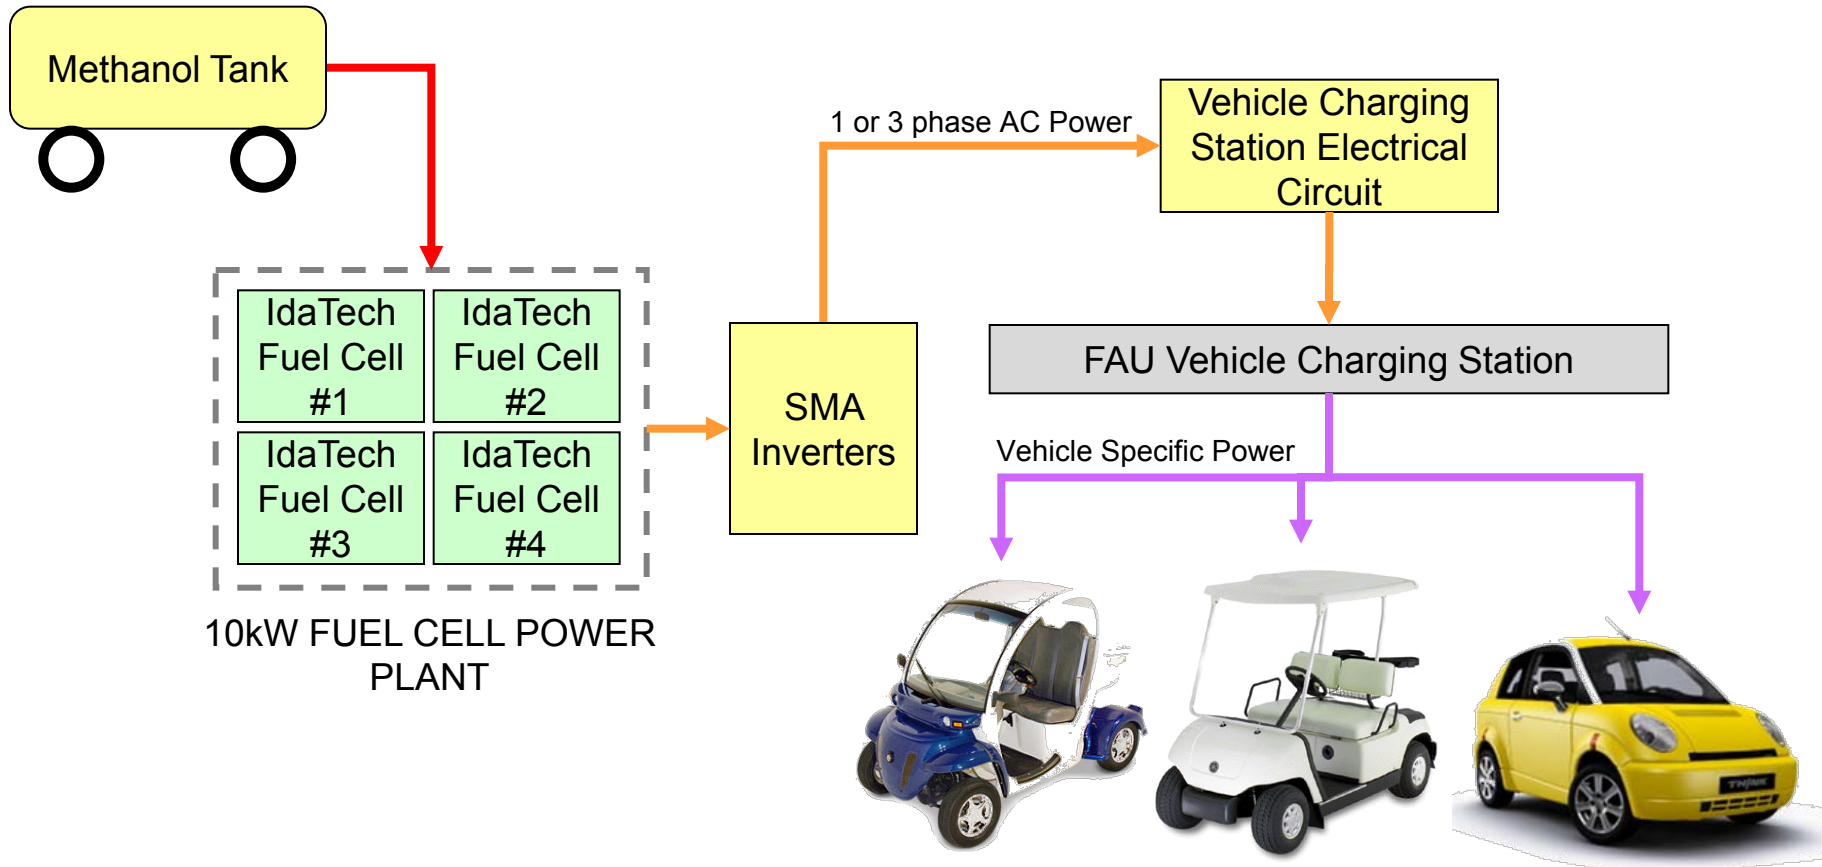 Methanol Tank
1 or 3 phase AC Power
Vehicle Charging
Station Electrical
Circuit
IdaTech
Fuel Cell
#1
IdaTech
Fuel Cell
#2
IdaTech
Fuel Cell
#3
IdaTech
Fuel Cell
#4
SMA
Inverters
FAU Vehicle Charging Station
Vehicle Specific Power
10kW FUEL CELL POWER
PLANT
TH!NK